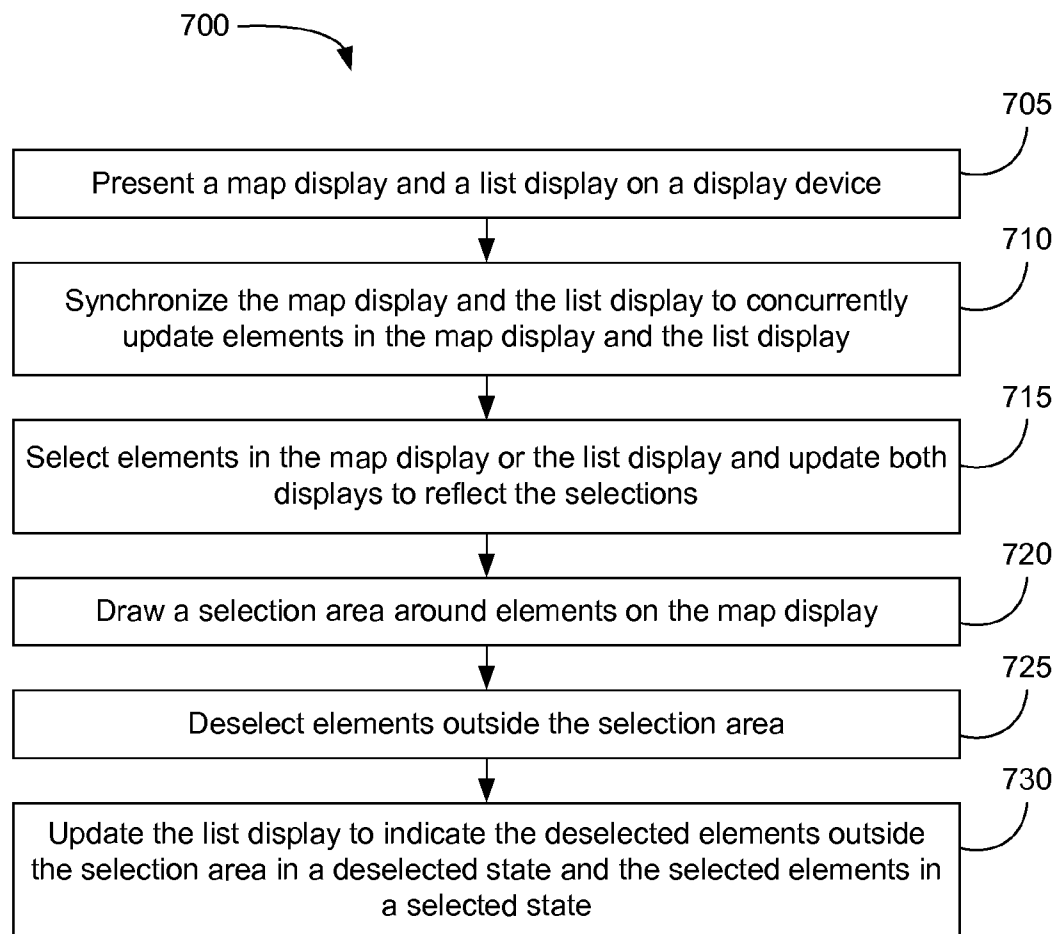 700
705
Present a map display and a list display on a display device
710
Synchronize the map display and the list display to concurrently
update elements in the map display and the list display
715
Select elements in the map display or the list display and update both
displays to reflect the selections
720
Draw a selection area around elements on the map display
725
Deselect elements outside the selection area
730
Update the list display to indicate the deselected elements outside
the selection area in a deselected state and the selected elements in
a selected state